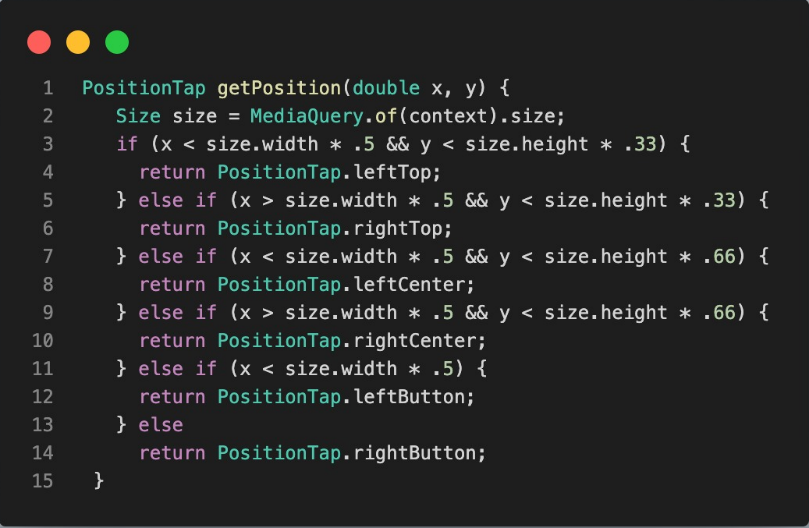 1 PositionTap getPosition(double x, y) {
2 Size size = MediaQuery.of(context).size;
3 if (x < size.width * .5 && y < size.height * .33) {
4 return PositionTap.leftTop;
5 } else if (x > size.width * .5 && y < size.height * .33) {
6 return PositionTap.rightTop;
7 } else if (x < size.width * .5 && y < size.height * .66) {
8 return PositionTap.leftCenter;
9 } else if (x > size.width * .5 && y < size.height * .66) {
10 return PositionTap.rightCenter;
11 } else if (x < size.width * .5) {
12 return PositionTap.leftButton;
13 } else
14 return PositionTap.rightButton;
15 }